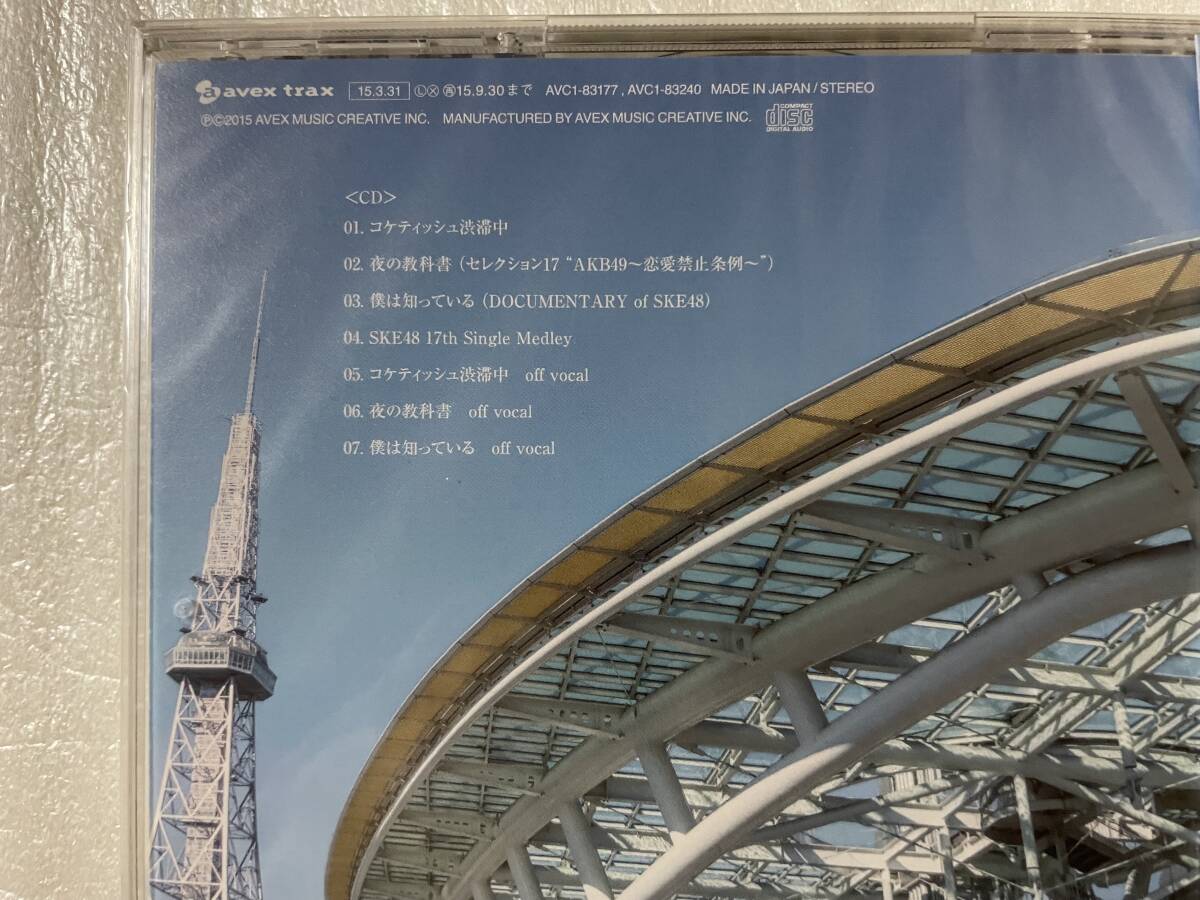 avex trax 15.3.31 ⓁⓍ㊢15.9.30まで AVC1-83177 , AVC1-83240 MADE IN JAPAN / STEREO
Ⓟ©2015 AVEX MUSIC CREATIVE INC. MANUFACTURED BY AVEX MUSIC CREATIVE INC. COMPACT disc DIGITAL AUDIO
<CD>
01. コケティッシュ渋滞中
02. 夜の教科書 (セレクション17 “AKB49〜恋愛禁止条例〜”)
03. 僕は知っている (DOCUMENTARY of SKE48)
04. SKE48 17th Single Medley
05. コケティッシュ渋滞中 off vocal
06. 夜の教科書 off vocal
07. 僕は知っている off vocal